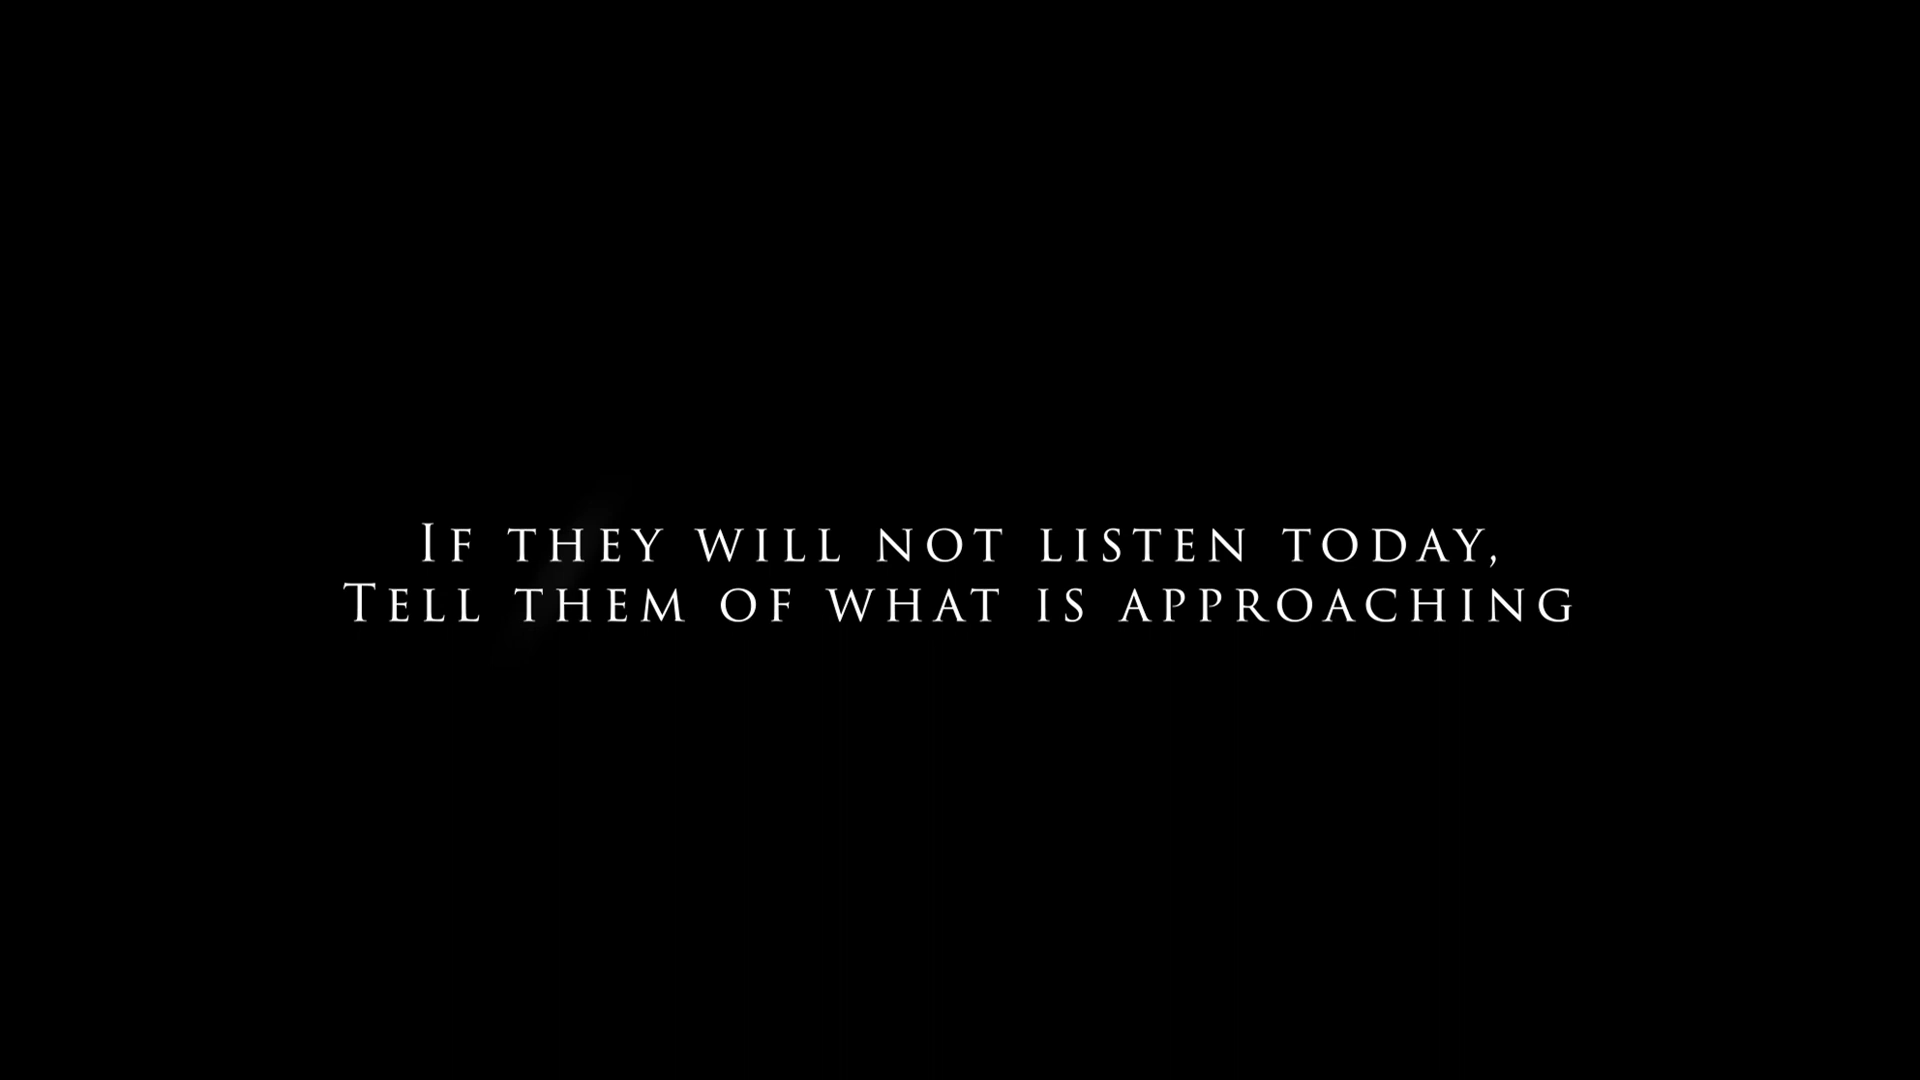 If they will not listen today,
Tell them of what is approaching